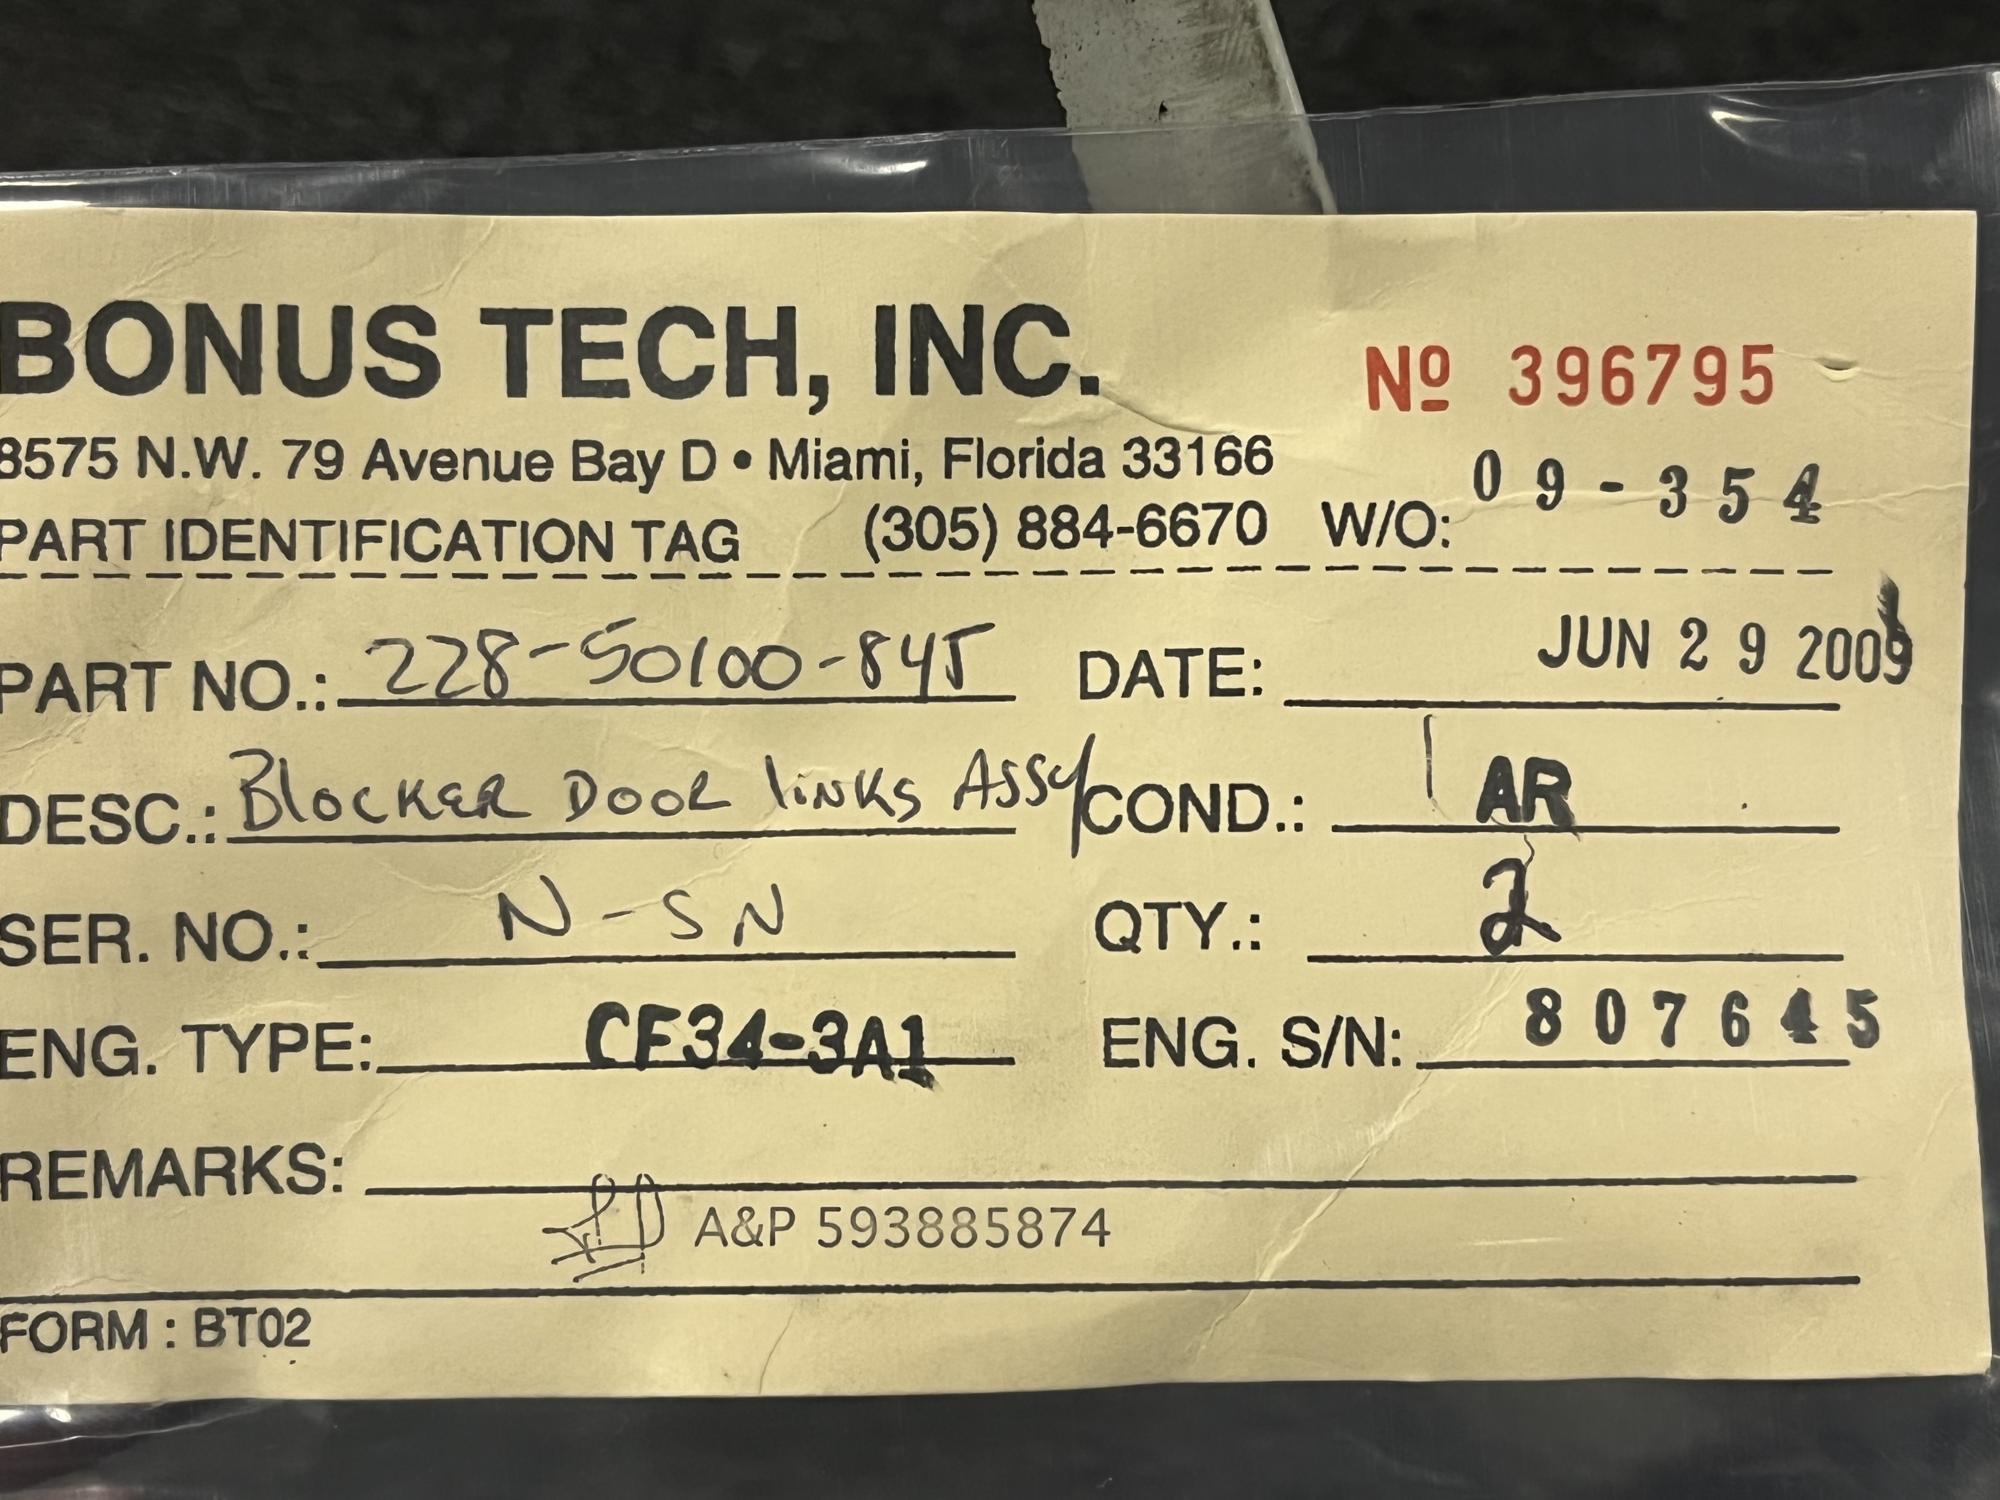 BONUS TECH, INC.
Nº 396795
8575 N.W. 79 Avenue Bay D • Miami, Florida 33166
PART IDENTIFICATION TAG (305) 884-6670 W/O: 09-354
PART NO.: 228-50100-845 DATE: JUN 29 2009
DESC.: Blocker Door links Assy COND.: AR
SER. NO.: N-SN QTY.: 2
ENG. TYPE: CF34-3A1 ENG. S/N: 807645
REMARKS:
A&P 593885874
FORM : BT02